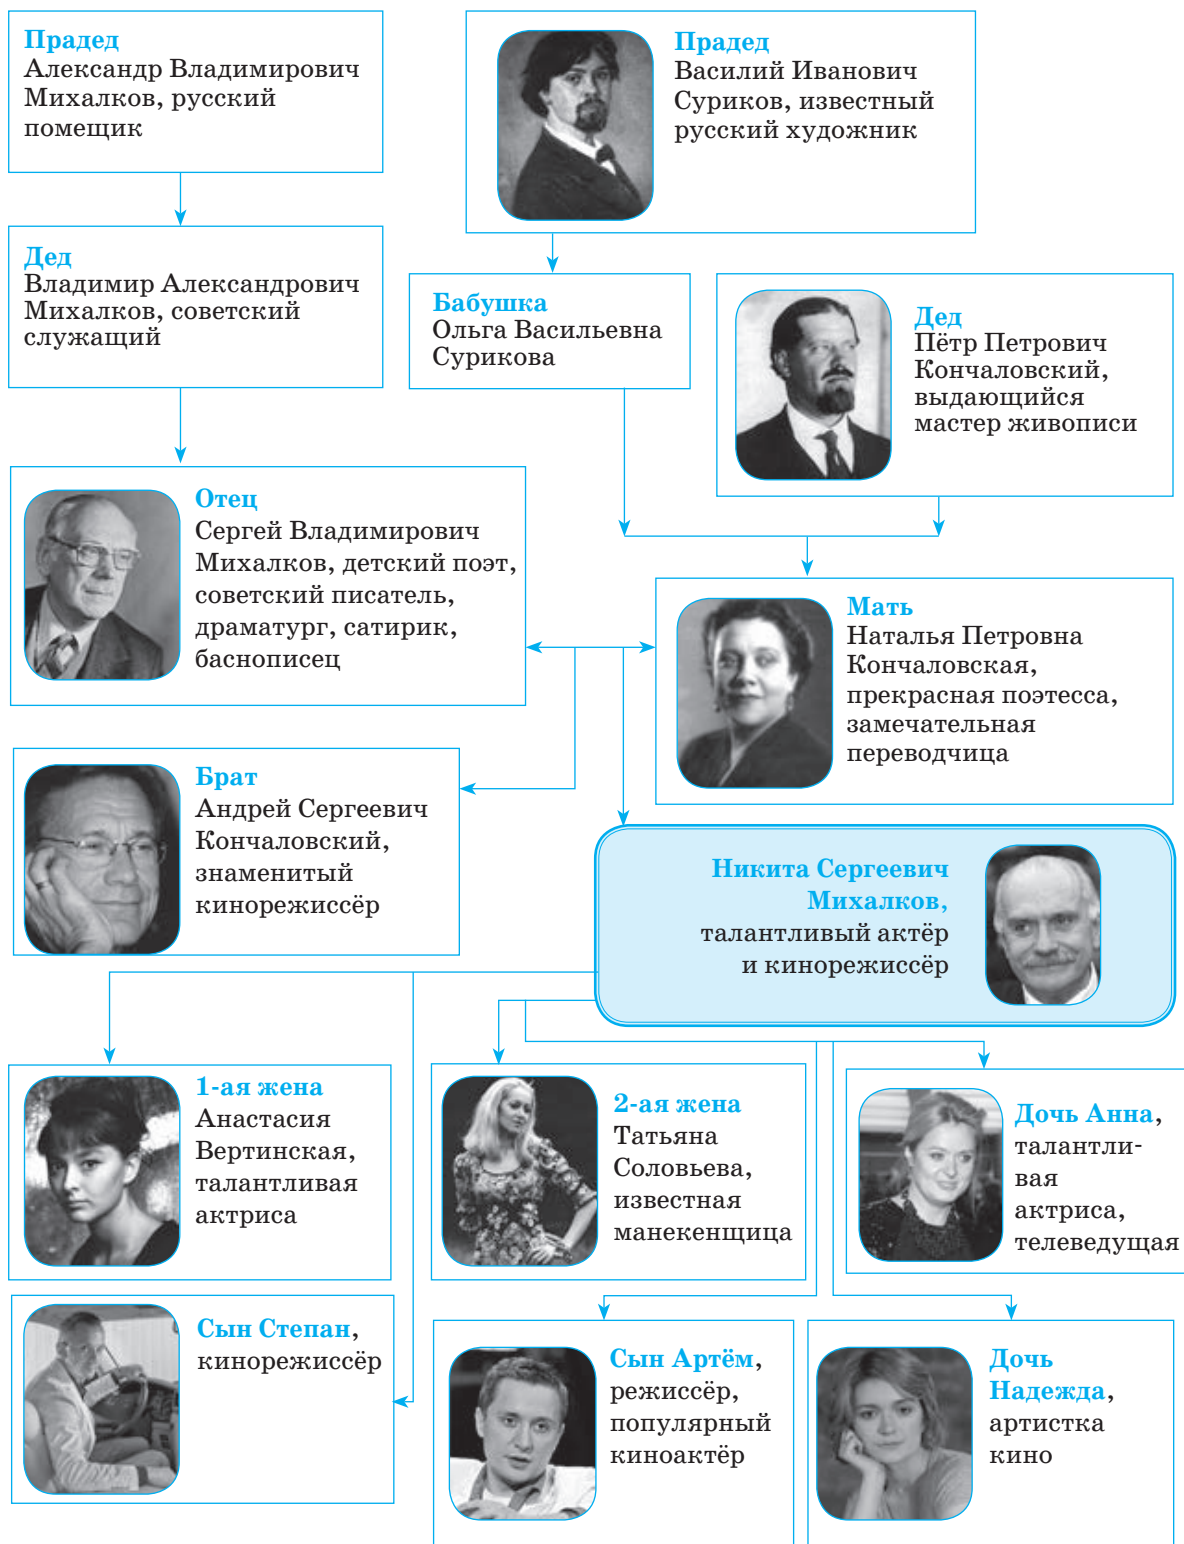 Прадед
Александр Владимирович
Михалков, русский
помещик
Прадед
Василий Иванович
Суриков, известный
русский художник
Дед
Владимир Александрович
Михалков, советский
служащий
Бабушка
Ольга Васильевна
Сурикова
Дед
Пётр Петрович
Кончаловский,
выдающийся
мастер живописи
Отец
Сергей Владимирович
Михалков, детский поэт,
советский писатель,
драматург, сатирик,
баснописец
Мать
Наталья Петровна
Кончаловская,
прекрасная поэтесса,
замечательная
переводчица
Брат
Андрей Сергеевич
Кончаловский,
знаменитый
кинорежиссёр
Никита Сергеевич
Михалков,
талантливый актёр
и кинорежиссёр
1-ая жена
Анастасия
Вертинская,
талантливая
актриса
2-ая жена
Татьяна
Соловьева,
известная
манекенщица
Дочь Анна,
талантли-
вая
актриса,
телеведущая
Сын Степан,
кинорежиссёр
Сын Артём,
режиссёр,
популярный
киноактёр
Дочь
Надежда,
артистка
кино